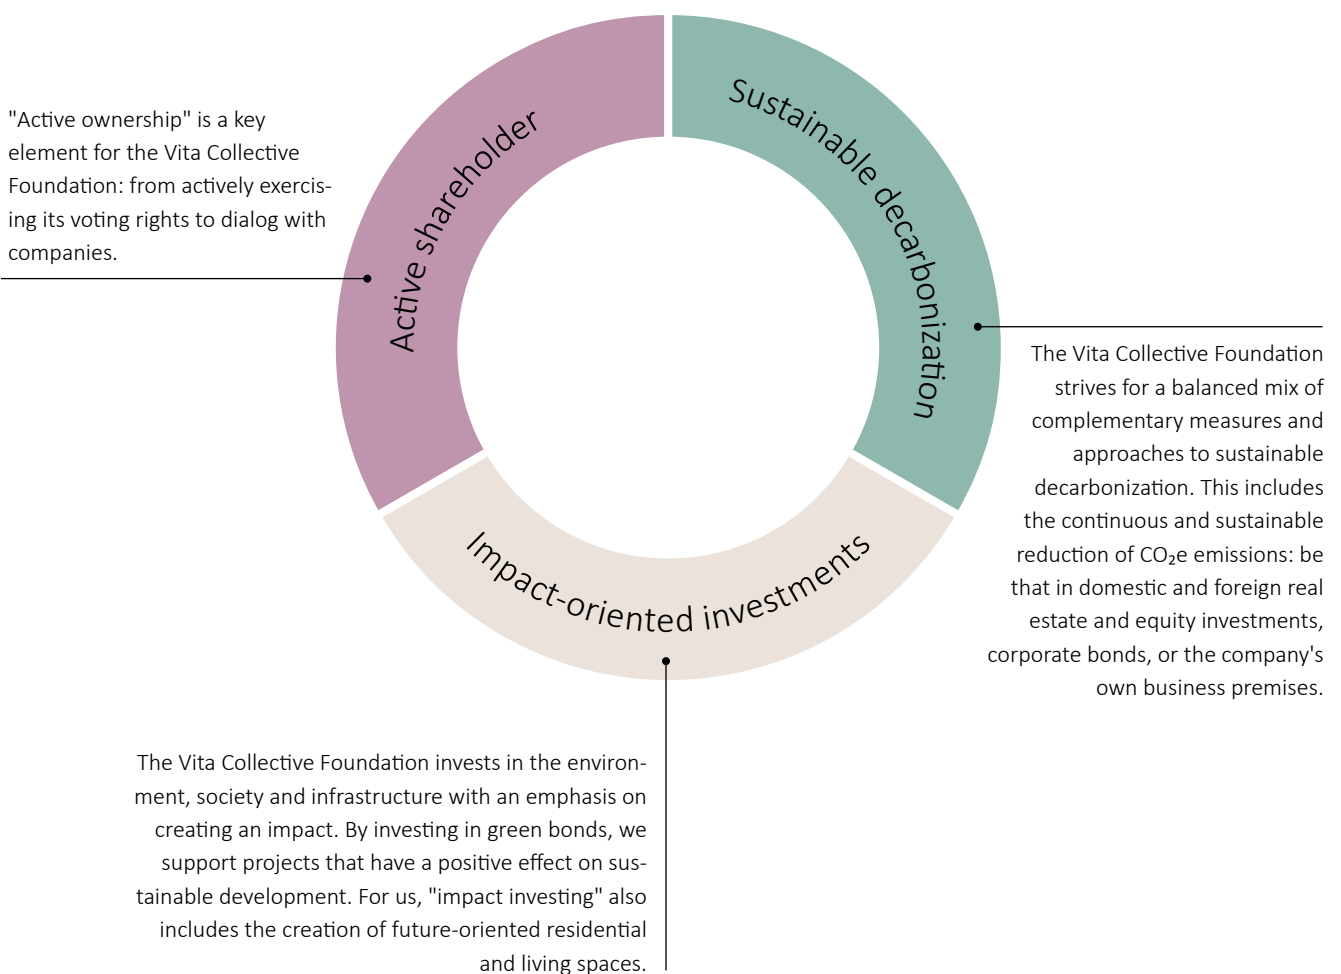 Sustainable decarbonization
"Active ownership" is a key
element for the Vita Collective
Foundation: from actively exercis-
ing its voting rights to dialog with
companies.
Active shareholder
The Vita Collective Foundation
strives for a balanced mix of
complementary measures and
approaches to sustainable
decarbonization. This includes
the continuous and sustainable
reduction of CO₂e emissions: be
that in domestic and foreign real
estate and equity investments,
corporate bonds, or the company's
own business premises.
Impact-oriented investments
The Vita Collective Foundation invests in the environ-
ment, society and infrastructure with an emphasis on
creating an impact. By investing in green bonds, we
support projects that have a positive effect on sus-
tainable development. For us, "impact investing" also
includes the creation of future-oriented residential
and living spaces.